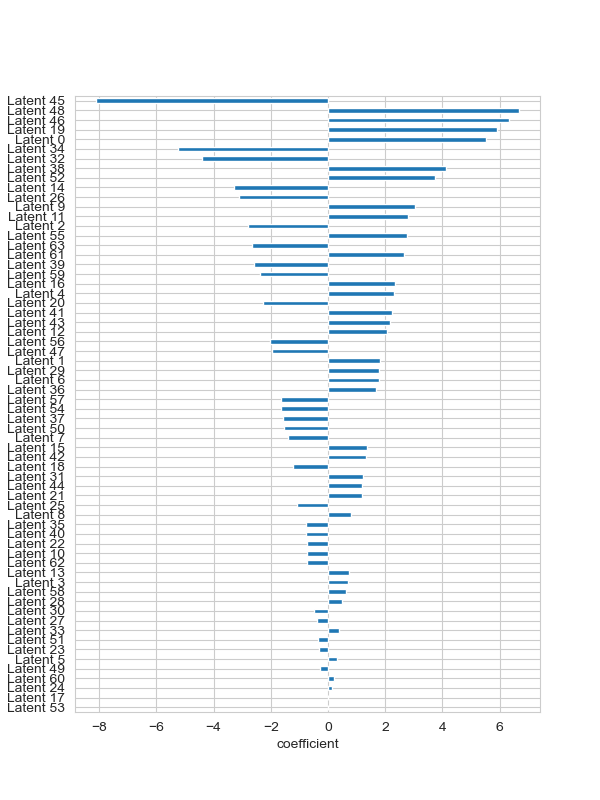 Latent 45
Latent 48
Latent 46
Latent 19
Latent 0
Latent 34
Latent 32
Latent 38
Latent 52
Latent 14
Latent 26
Latent 9
Latent 11
Latent 2
Latent 55
Latent 63
Latent 61
Latent 39
Latent 59
Latent 16
Latent 4
Latent 20
Latent 41
Latent 43
Latent 12
Latent 56
Latent 47
Latent 1
Latent 29
Latent 6
Latent 36
Latent 57
Latent 54
Latent 37
Latent 50
Latent 7
Latent 15
Latent 42
Latent 18
Latent 31
Latent 44
Latent 21
Latent 25
Latent 8
Latent 35
Latent 40
Latent 22
Latent 10
Latent 62
Latent 13
Latent 3
Latent 58
Latent 28
Latent 30
Latent 27
Latent 33
Latent 51
Latent 23
Latent 5
Latent 49
Latent 60
Latent 24
Latent 17
Latent 53
−8 −6 −4 −2 0 2 4 6
coefficient